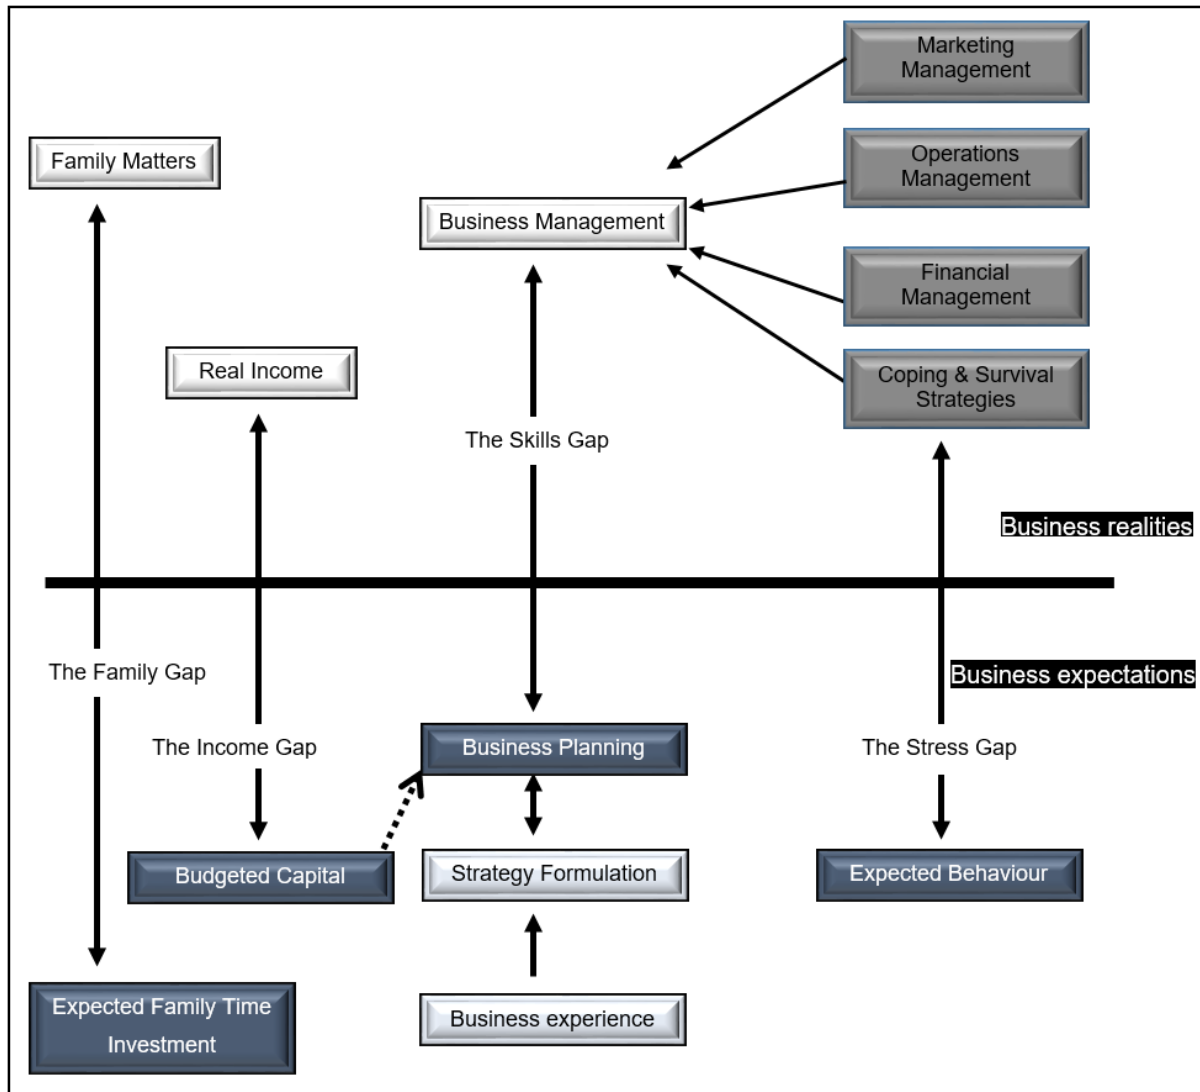 Marketing
Management
Family Matters
Operations
Management
Business Management
Financial
Management
Real Income
Coping & Survival
Strategies
The Skills Gap
Business realities
The Family Gap
Business expectations
The Income Gap
Business Planning
The Stress Gap
Budgeted Capital
Strategy Formulation
Expected Behaviour
Expected Family Time
Investment
Business experience